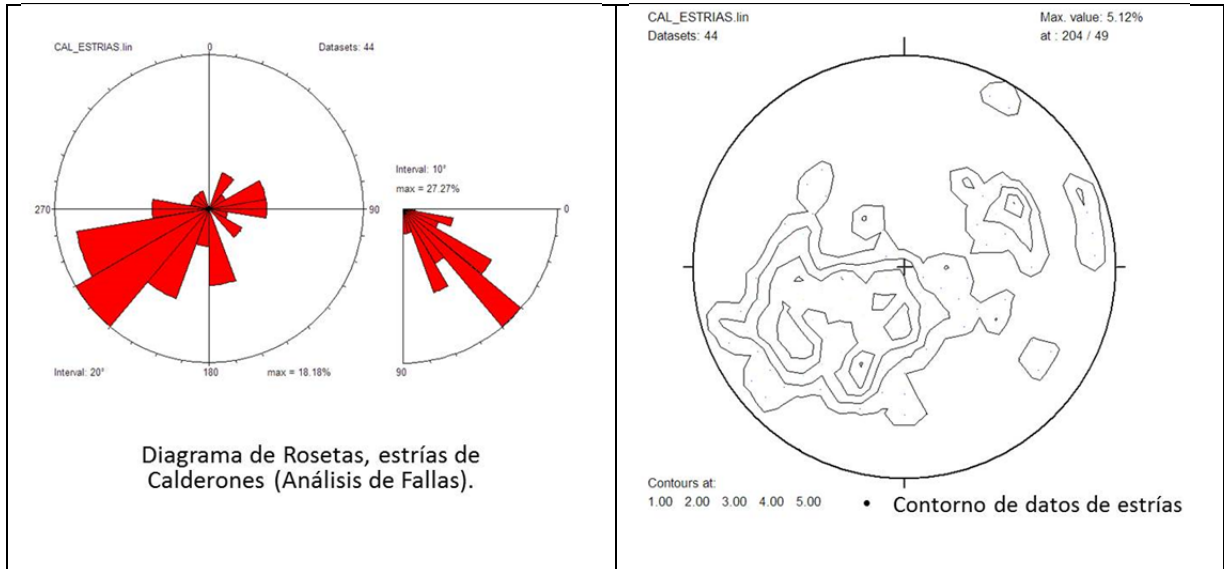 CAL_ESTRIAS.lin
0
Datasets: 44
Interval: 10°
max = 27.27%
270
90
0
Interval: 20°
180
max = 18.18%
90
Diagrama de Rosetas, estrías de
Calderones (Análisis de Fallas).
CAL_ESTRIAS.lin
Max. value: 5.12%
Datasets: 44
at : 204 / 49
Contours at:
1.00 2.00 3.00 4.00 5.00
• Contorno de datos de estrías